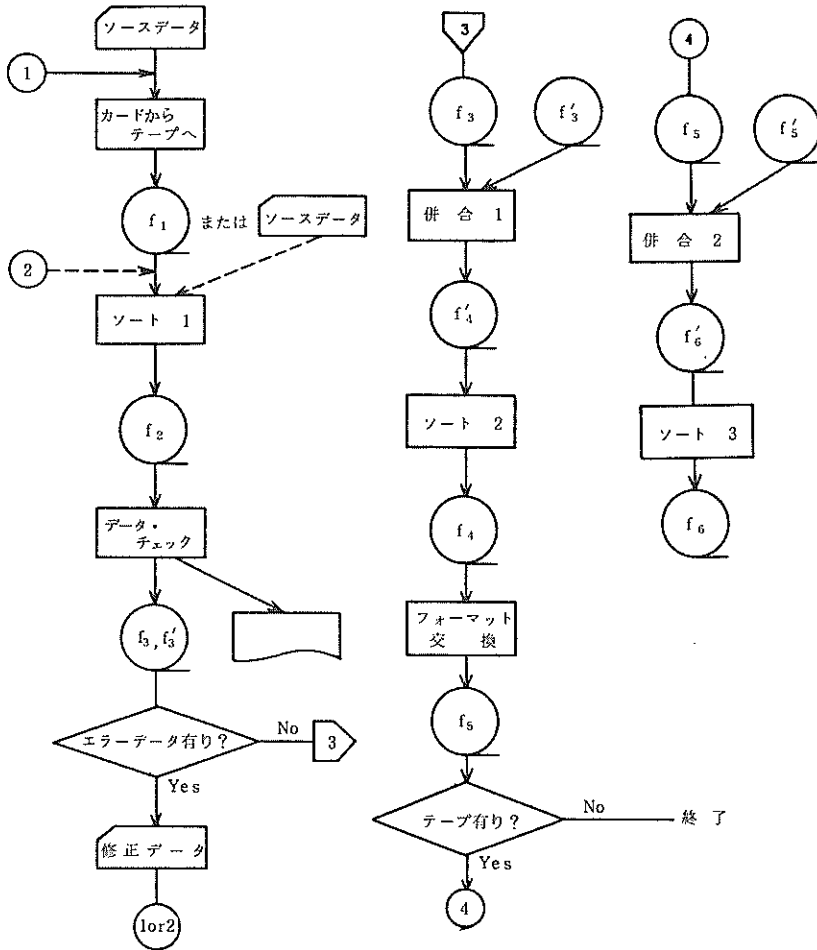 ソースデータ
1
カードから
テープへ
f1 または ソースデータ
2
ソート 1
f2
データ・
チェック
f3, f3′
エラーデータ有り?
No
3
Yes
修正データ
1or2
3
f3
f′3
併合 1
f′4
ソート 2
f4
フォーマット
交換
f5
テープ有り?
No
終了
Yes
4
4
f5
f′5
併合 2
f′6
ソート 3
f6